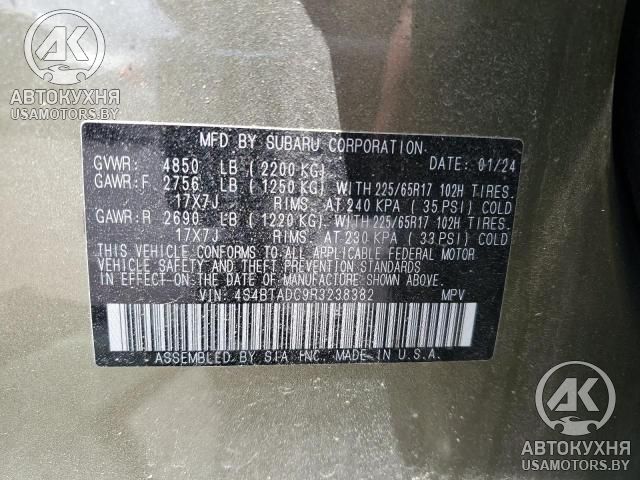 AK
АВТОКУХНЯ
USAMOTORS.BY
MFD BY SUBARU CORPORATION
GVWR: 4850 LB (2200 KG) DATE: 01/24
GAWR:F 2756 LB (1250 KG) WITH 225/65R17 102H TIRES.
17X7J RIMS. AT 240 KPA (35 PSI) COLD
GAWR:R 2690 LB (1220 KG) WITH 225/65R17 102H TIRES.
17X7J RIMS. AT 230 KPA (33 PSI) COLD
THIS VEHICLE CONFORMS TO ALL APPLICABLE FEDERAL MOTOR
VEHICLE SAFETY AND THEFT PREVENTION STANDARDS
IN EFFECT ON THE DATE OF MANUFACTURE SHOWN ABOVE.
VIN: 4S4BTADC9R3238382 MPV
ASSEMBLED BY S.I.A. INC. MADE IN U.S.A.
AK
АВТОКУХНЯ
USAMOTORS.BY